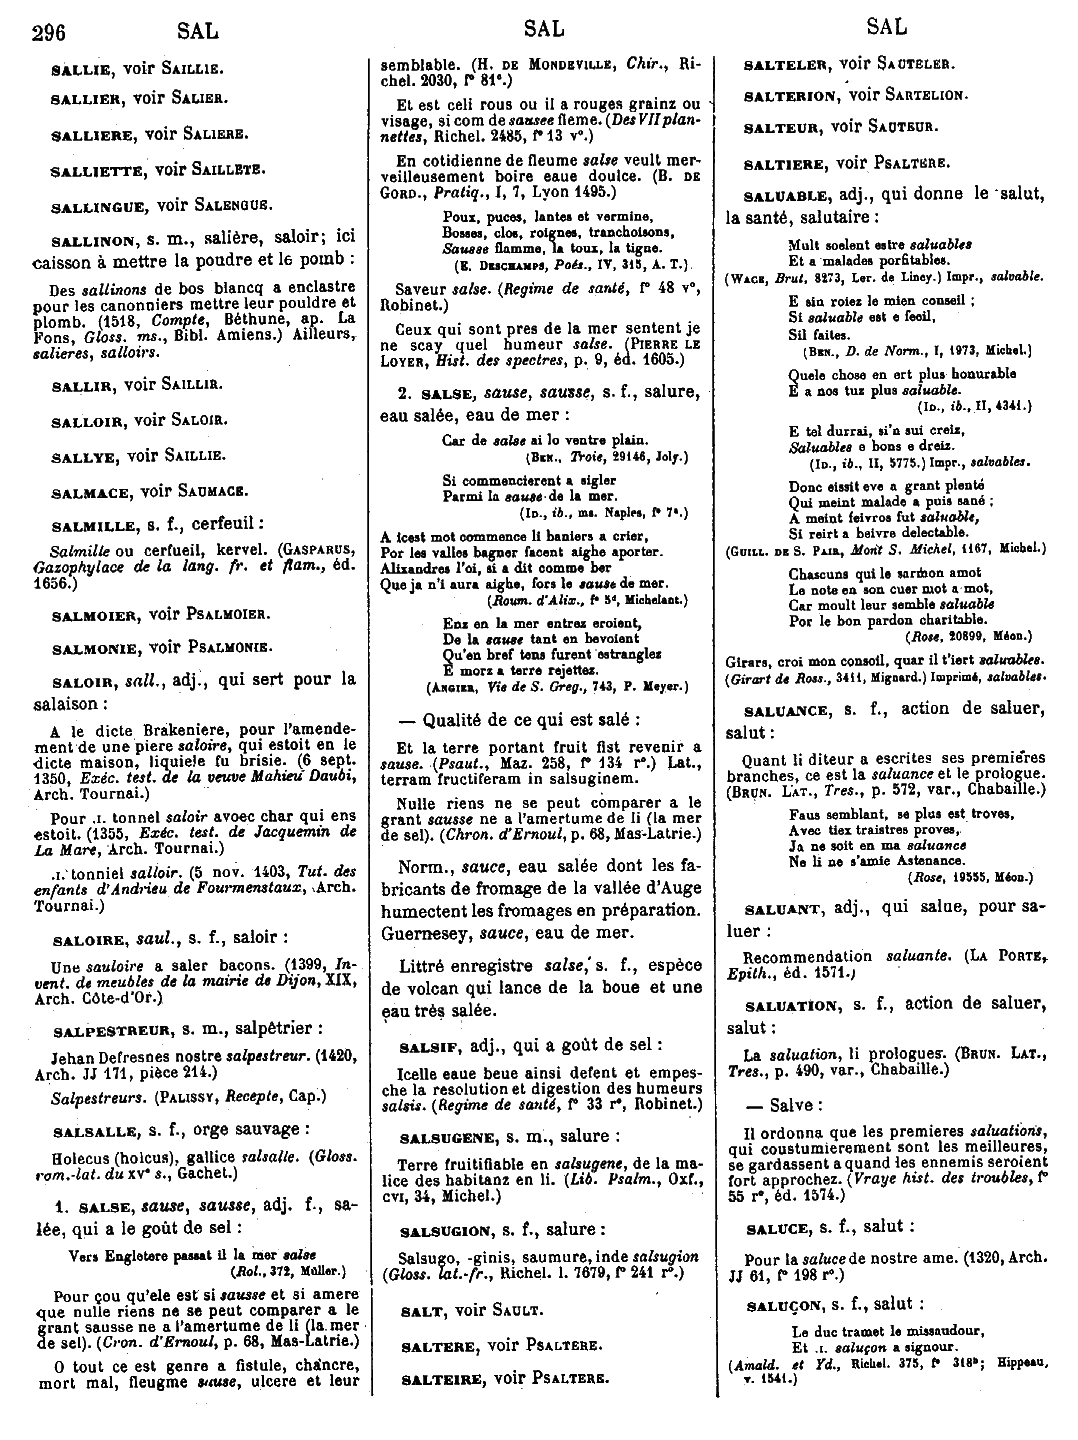 296 SAL SAL SAL
SALLIE, voir SAILLIE.
SALLIER, voir SALIER.
SALLIERE, voir SALIERE.
SALLIETTE, voir SAILLETE.
SALLINGUE, voir SALENGUE.
SALLINON, s. m., salière, saloir; ici
caisson à mettre la poudre et le pomb :
Des sallinons de bos blancq a enclastre
pour les canonniers mettre leur pouldre et
plomb. (1518, Compte, Béthune, ap. La
Fons, Gloss. ms., Bibl. Amiens.) Ailleurs,
salieres, salloirs.
SALLIR, voir SAILLIR.
SALLOIR, voir SALOIR.
SALLYE, voir SAILLIE.
SALMACE, voir SAUMACE.
SALMILLE, s. f., cerfeuil :
Salmille ou cerfueil, kervel. (GASPARUS,
Gazophylace de la lang. fr. et flam., éd.
1656.)
SALMOIER, voir PSALMOIER.
SALMONIE, voir PSALMONIE.
SALOIR, sall., adj., qui sert pour la
salaison :
A le dicte Brakeniere, pour l'amende-
ment de une piere saloire, qui estoit en le
dicte maison, liquiele fu brisie. (6 sept.
1350, Exéc. test. de la veuve Mahieu Daubi,
Arch. Tournai.)
Pour .I. tonnel saloir avoec char qui ens
estoit. (1355, Exéc. test. de Jacquemin de
La Mare, Arch. Tournai.)
.I. tonniel salloir. (5 nov. 1403, Tut. des
enfants d'Andrieu de Fourmenstaux, Arch.
Tournai.)
SALOIRE, saul., s. f., saloir :
Une sauloire a saler bacons. (1399, In-
vent. de meubles de la mairie de Dijon, XIX,
Arch. Côte-d'Or.)
SALPESTREUR, s. m., salpêtrier :
Jehan Defresnes nostre salpestreur. (1420,
Arch. JJ 171, pièce 214.)
Salpestreurs. (PALISSY, Recepte, Cap.)
SALSALLE, s. f., orge sauvage :
Holecus (holcus), gallice salsalle. (Gloss.
rom.-lat. du XVe s., Gachet.)
1. SALSE, sause, sausse, adj. f., sa-
lée, qui a le goût de sel :
Vers Engletere passat il la mer salse
(Rol., 372, Müller.)
Pour çou qu'ele est si sausse et si amere
que nulle riens ne se peut comparer a le
grant sausse ne a l'amertume de li (la mer
de sel). (Cron. d'Ernoul, p. 68, Mas-Latrie.)
O tout ce est genre a fistule, chancre,
mort mal, fleugme sause, ulcere et leur
semblable. (H. DE MONDEVILLE, Chir., Ri-
chel. 2030, f° 81c.)
Et est celi rous ou il a rouges grainz ou
visage, si com de sausee fleme. (Des VII plan-
nettes, Richel. 2485, f° 13 v°.)
En cotidienne de fleume salse veult mer-
veilleusement boire eaue doulce. (B. DE
GORD., Pratiq., I, 7, Lyon 1495.)
Poux, puces, lantes et vermine,
Bosses, clos, roignes, tranchoisons,
Sausse flamme, la toux, la tigne.
(E. DESCHAMPS, Poés., IV, 315, A. T.)
Saveur salse. (Regime de santé, f° 48 v°,
Robinet.)
Ceux qui sont pres de la mer sentent je
ne scay quel humeur salse. (PIERRE LE
LOYER, Hist. des spectres, p. 9, éd. 1605.)
2. SALSE, sause, sausse, s. f., salure,
eau salée, eau de mer :
Car de salse ai lo ventre plain.
(BEN., Troie, 29146, Joly.)
Si commencierent a sigler
Parmi la sause de la mer.
(ID., ib., ms. Naples, f° 7a.)
A icest mot commence li baniers a crier,
Por les valles bagner facent aighe aporter.
Alixandres l'oi, si a dit comme ber
Que ja n'i aura aighe, fors le sause de mer.
(Roum. d'Alix., f° 5d, Michelant.)
Enz en la mer entrez eroient,
De la sause tant en bevoient
Qu'en bref tens furent estrangles
E morz a terre rejettez.
(ANGIER, Vie de S. Greg., 743, P. Meyer.)
— Qualité de ce qui est salé :
Et la terre portant fruit fist revenir a
sause. (Psaut., Maz. 258, f° 134 r°.) Lat.,
terram fructiferam in salsuginem.
Nulle riens ne se peut comparer a le
grant sausse ne a l'amertume de li (la mer
de sel). (Chron. d'Ernoul, p. 68, Mas-Latrie.)
Norm., sauce, eau salée dont les fa-
bricants de fromage de la vallée d'Auge
humectent les fromages en préparation.
Guernesey, sauce, eau de mer.
Littré enregistre salse, s. f., espèce
de volcan qui lance de la boue et une
eau très salée.
SALSIF, adj., qui a goût de sel :
Icelle eaue beue ainsi defent et empes-
che la resolution et digestion des humeurs
salsis. (Regime de santé, f° 33 r°, Robinet.)
SALSUGENE, s. m., salure :
Terre fruitifiable en salsugene, de la ma-
lice des habitanz en li. (Lib. Psalm., Oxf.,
CVI, 34, Michel.)
SALSUGION, s. f., salure :
Salsugo, -ginis, saumure, inde salsugion
(Gloss. lat.-fr., Richel. l. 7679, f° 241 r°.)
SALT, voir SAULT.
SALTERE, voir PSALTERE.
SALTEIRE, voir PSALTERE.
SALTELER, voir SAUTELER.
SALTERION, voir SARTELION.
SALTEUR, voir SAUTEUR.
SALTIERE, voir PSALTERE.
SALUABLE, adj., qui donne le salut,
la santé, salutaire :
Mult soelent estre saluables
Et a malades porfitables.
(WACE, Brut, 8273, Ler. de Lincy.) Impr., salvable.
E sin roiez le mien conseil ;
Si saluable est e feoil,
Sil faites.
(BEN., D. de Norm., I, 1973, Michel.)
Quele chose en ert plus honurable
E a nos tuz plus saluable.
(ID., ib., II, 4341.)
E tel durrai, si'n sui creiz,
Saluables e bons e dreiz.
(ID., ib., II, 5775.) Impr., salvables.
Donc eissit eve a grant plenté
Qui meint malade a puis sané ;
A meint feivros fut saluable,
Si reirt a beivre delectable.
(GUILL. DE S. PAIR, Mont S. Michel, 1167, Michel.)
Chascuns qui le sarmon amot
Le note en son cuer mot a mot,
Car moult leur semble saluable
Por le bon pardon charitable.
(Rose, 20899, Méon.)
Girars, croi mon consoil, quar il t'iert saluables.
(Girart de Ross., 3411, Mignard.) Imprimé, saluables.
SALUANCE, s. f., action de saluer,
salut :
Quant li diteur a escrites ses premieres
branches, ce est la saluance et le prologue.
(BRUN. LAT., Tres., p. 572, var., Chabaille.)
Faus semblant, se plus est troves,
Avec tiex traistres proves,
Ja ne soit en ma saluance
Ne li ne s'amie Astenance.
(Rose, 19555, Méon.)
SALUANT, adj., qui salue, pour sa-
luer :
Recommendation saluante. (LA PORTE,
Epith., éd. 1571.)
SALUATION, s. f., action de saluer,
salut :
La saluation, li prologues. (BRUN. LAT.,
Tres., p. 490, var., Chabaille.)
— Salve :
Il ordonna que les premieres saluations,
qui coustumierement sont les meilleures,
se gardassent a quand les ennemis seroient
fort approchez. (Vraye hist. des troubles, f°
55 r°, éd. 1574.)
SALUCE, s. f., salut :
Pour la saluce de nostre ame. (1320, Arch.
JJ 61, f° 198 r°.)
SALUÇON, s. f., salut :
Le duc tramet le missaudour,
Et .I. saluçon a signour.
(Amald. et Yd., Richel. 375, f° 318b; Hippeau,
v. 1541.)